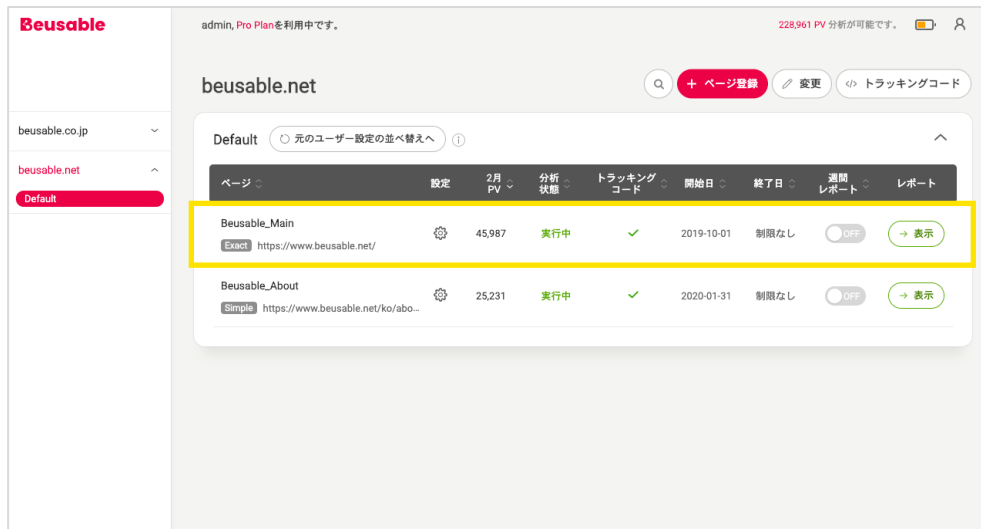 Beusable
admin, Pro Planを利用中です。
228,961 PV 分析が可能です。
beusable.net
+ ページ登録
変更
</> トラッキングコード
beusable.co.jp
beusable.net
Default
Default
元のユーザー設定の並べ替えへ
ページ 設定 2月 PV 分析 状態 トラッキング コード 開始日 終了日 週間 レポート レポート
Beusable_Main
Exact https://www.beusable.net/
45,987 実行中 2019-10-01 制限なし OFF → 表示
Beusable_About
Simple https://www.beusable.net/ko/abo...
25,231 実行中 2020-01-31 制限なし OFF → 表示